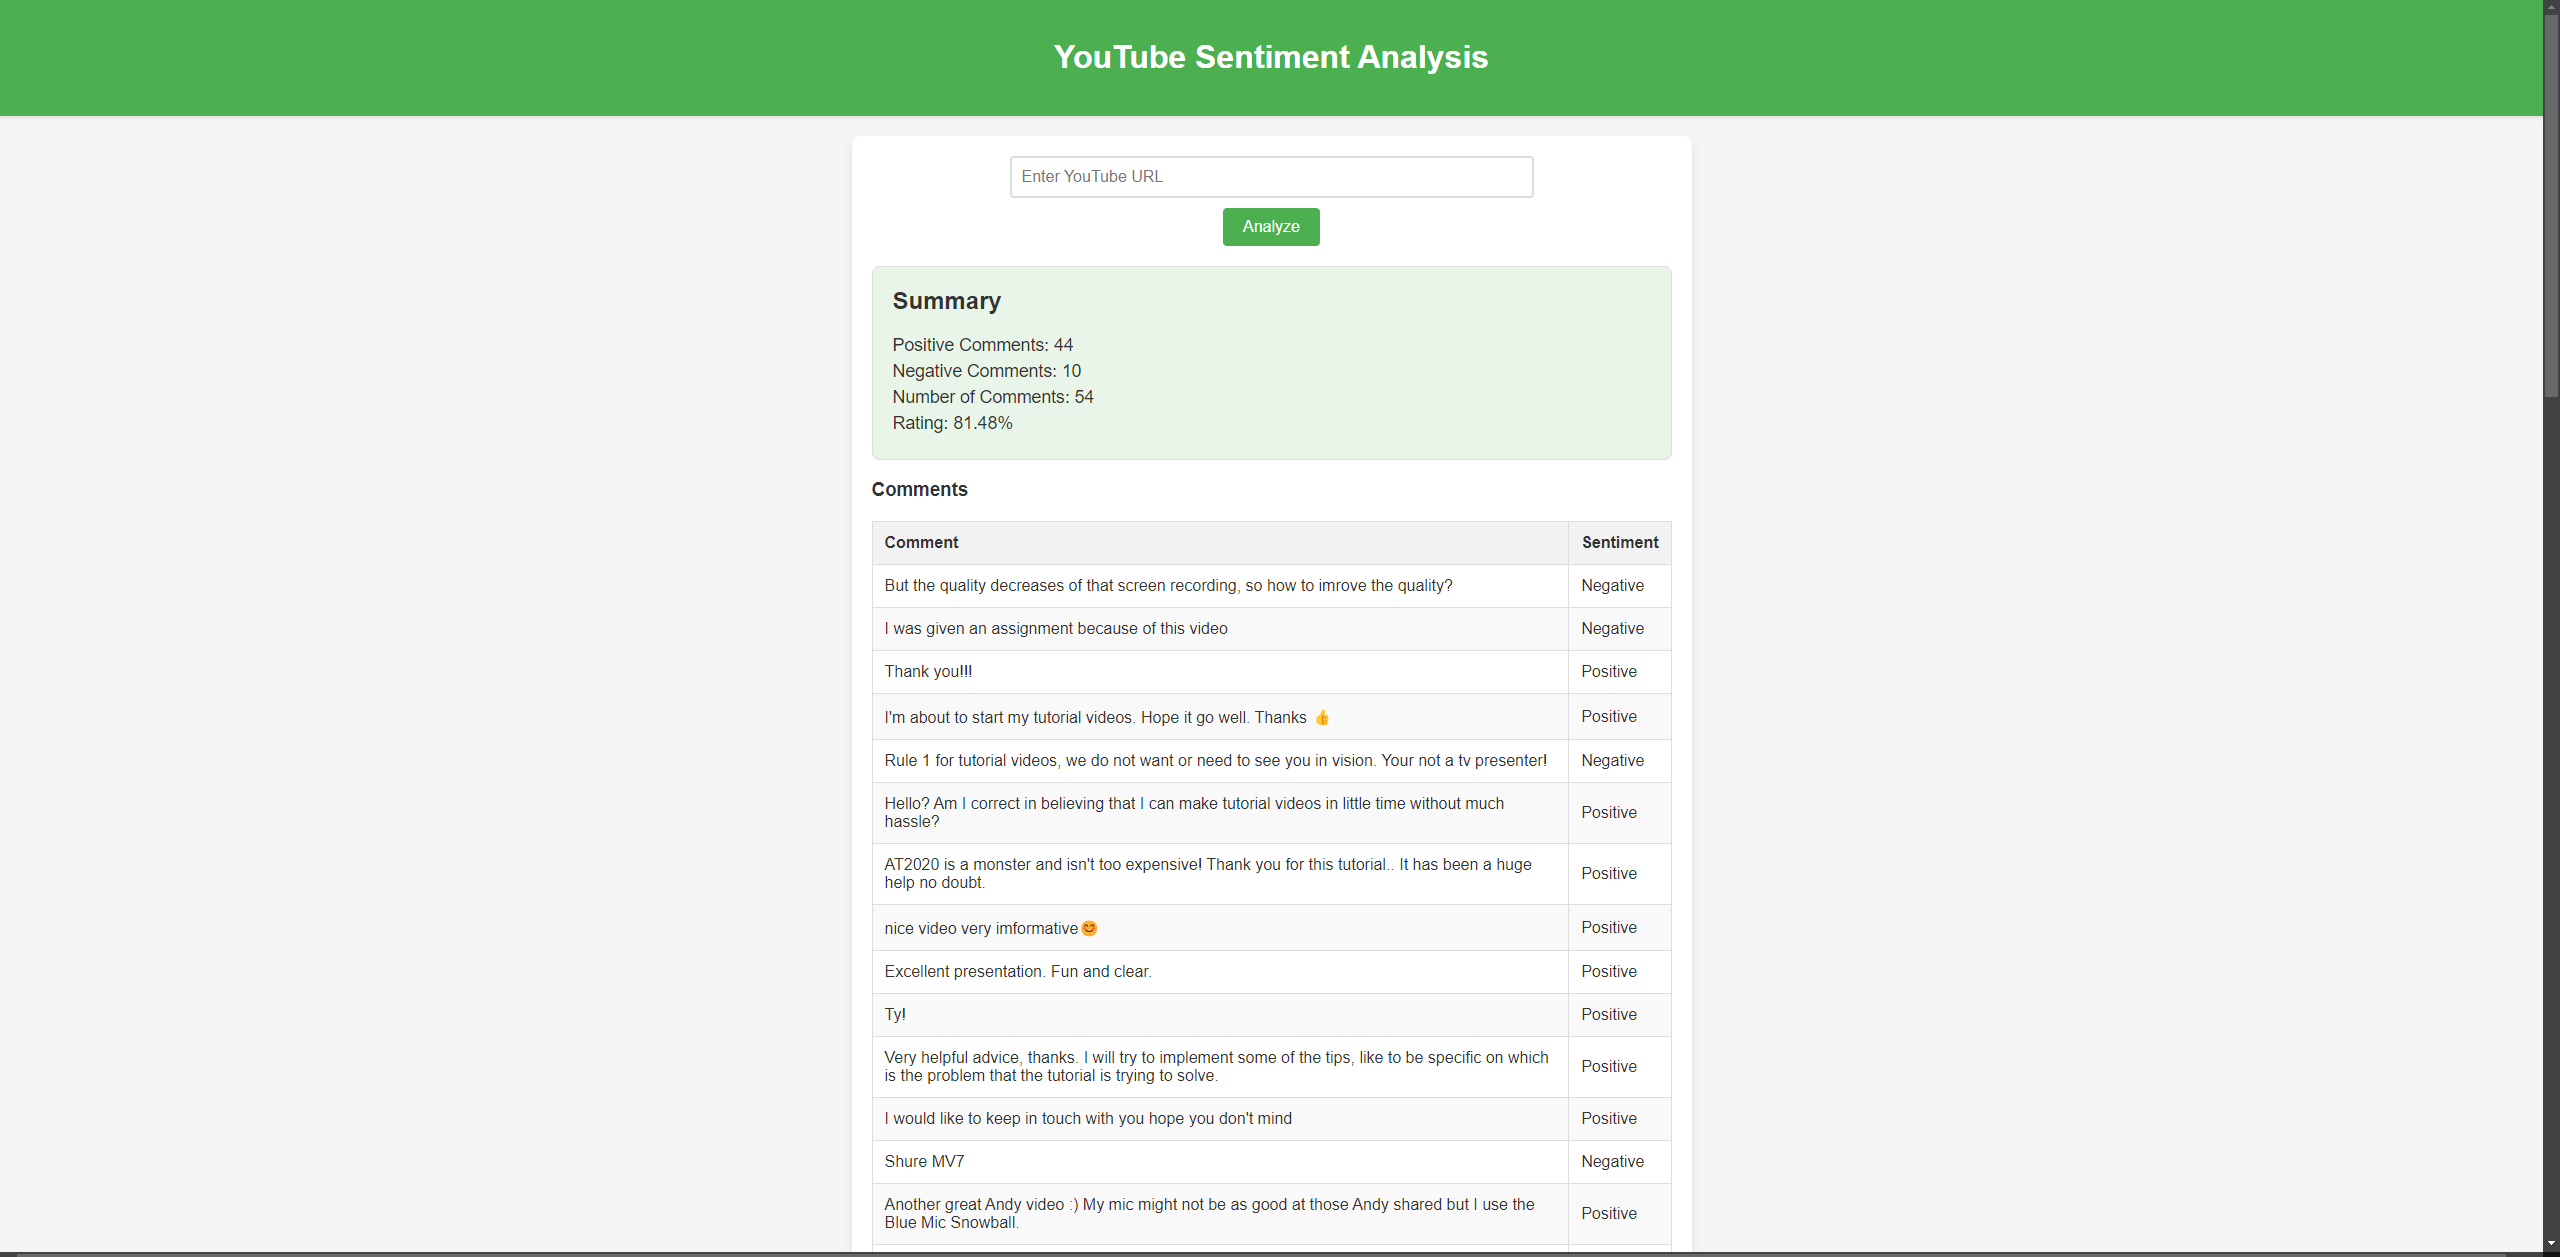 YouTube Sentiment Analysis
Enter YouTube URL
Analyze
Summary
Positive Comments: 44
Negative Comments: 10
Number of Comments: 54
Rating: 81.48%
Comments
Comment Sentiment
But the quality decreases of that screen recording, so how to imrove the quality? Negative
I was given an assignment because of this video Negative
Thank you!!! Positive
I'm about to start my tutorial videos. Hope it go well. Thanks 👍 Positive
Rule 1 for tutorial videos, we do not want or need to see you in vision. Your not a tv presenter! Negative
Hello? Am I correct in believing that I can make tutorial videos in little time without much
hassle? Positive
AT2020 is a monster and isn't too expensive! Thank you for this tutorial.. It has been a huge
help no doubt. Positive
nice video very imformative😊 Positive
Excellent presentation. Fun and clear. Positive
Ty! Positive
Very helpful advice, thanks. I will try to implement some of the tips, like to be specific on which
is the problem that the tutorial is trying to solve. Positive
I would like to keep in touch with you hope you don't mind Positive
Shure MV7 Negative
Another great Andy video :) My mic might not be as good at those Andy shared but I use the
Blue Mic Snowball. Positive